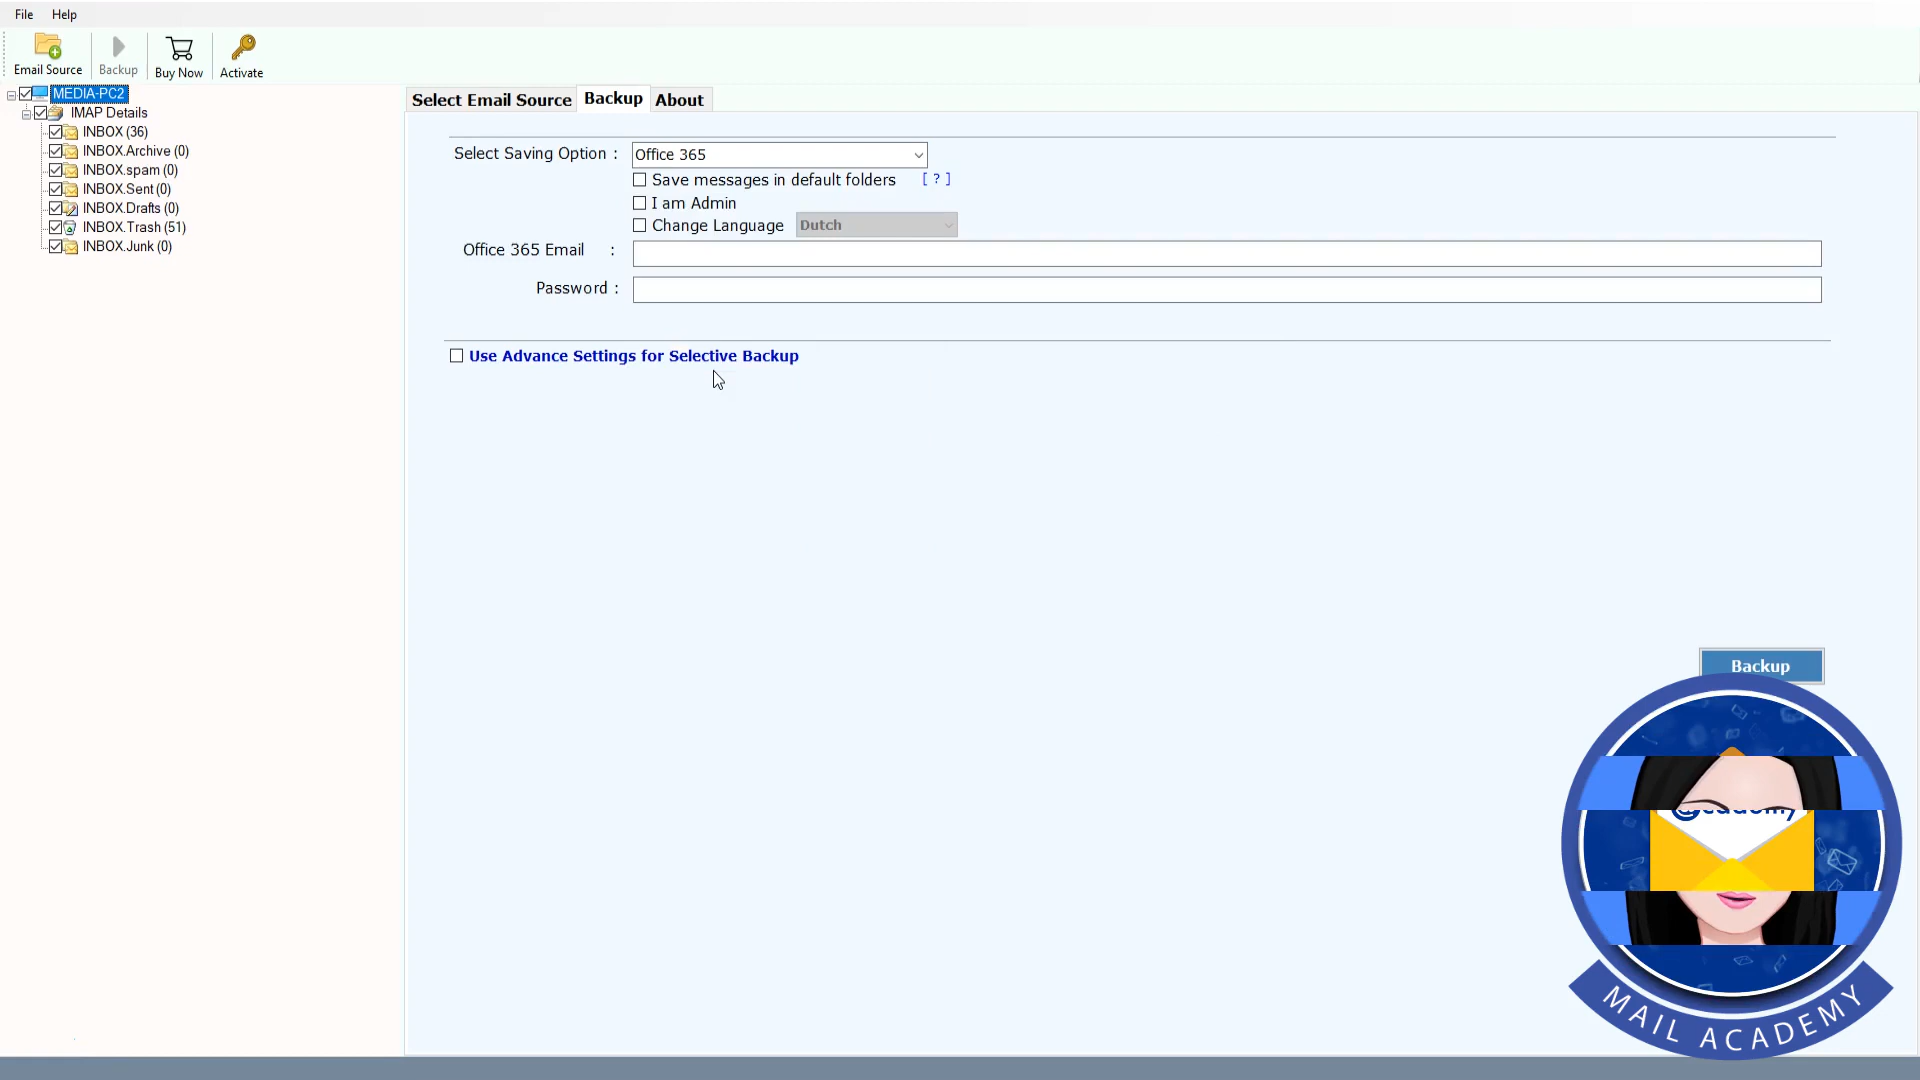 File Help
Email Source Backup Buy Now Activate
MEDIA-PC2
IMAP Details
INBOX (36)
INBOX.Archive (0)
INBOX.spam (0)
INBOX.Sent (0)
INBOX.Drafts (0)
INBOX.Trash (51)
INBOX.Junk (0)
Select Email Source Backup About
Select Saving Option : Office 365
Save messages in default folders [ ? ]
I am Admin
Change Language Dutch
Office 365 Email :
Password :
Use Advance Settings for Selective Backup
Backup
MAIL ACADEMY